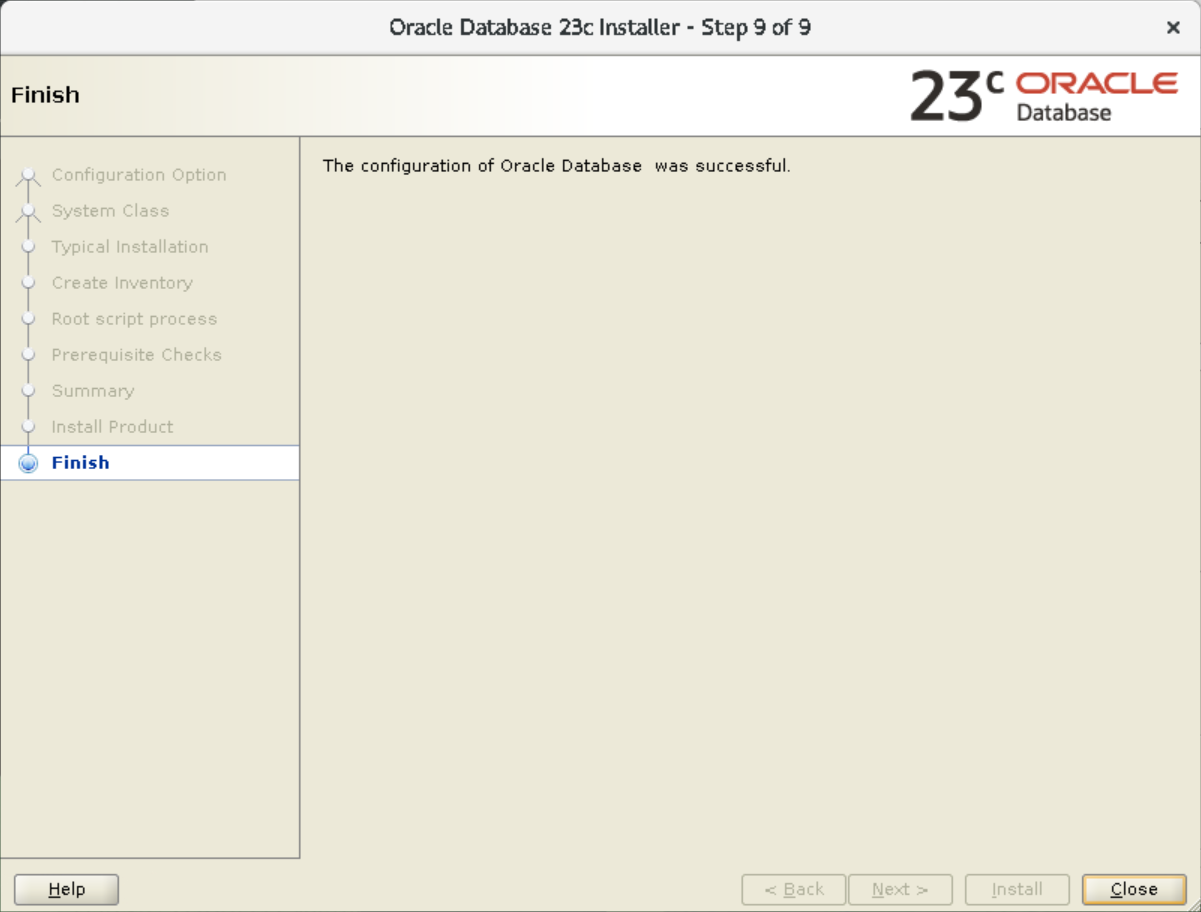 Oracle Database 23c Installer - Step 9 of 9
×
Finish
23c ORACLE
Database
Configuration Option
System Class
Typical Installation
Create Inventory
Root script process
Prerequisite Checks
Summary
Install Product
Finish
The configuration of Oracle Database  was successful.
Help
< Back
Next >
Install
Close